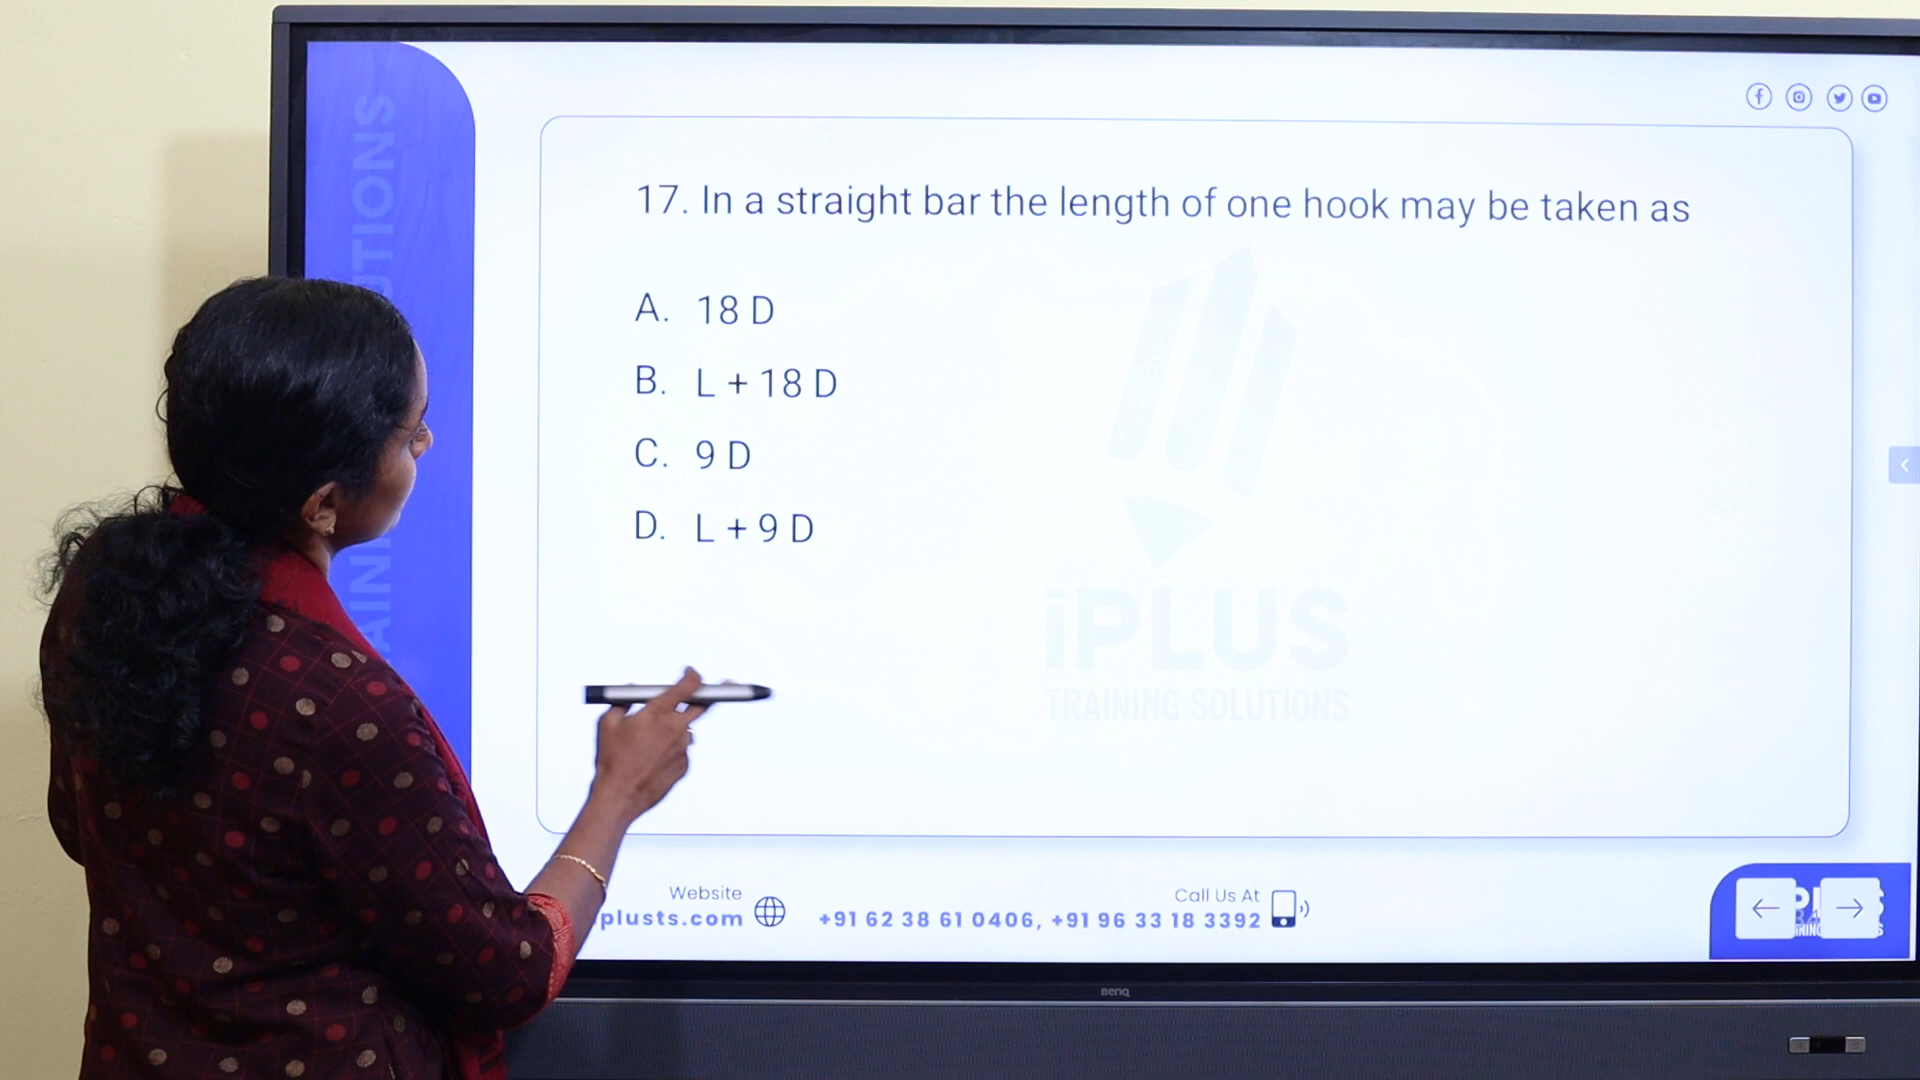 17. In a straight bar the length of one hook may be taken as
A. 18 D
B. L + 18 D
C. 9 D
D. L + 9 D
iPLUS
TRAINING SOLUTIONS
Website
plusts.com
+91 62 38 61 0406, +91 96 33 18 3392
Call Us At
BenQ